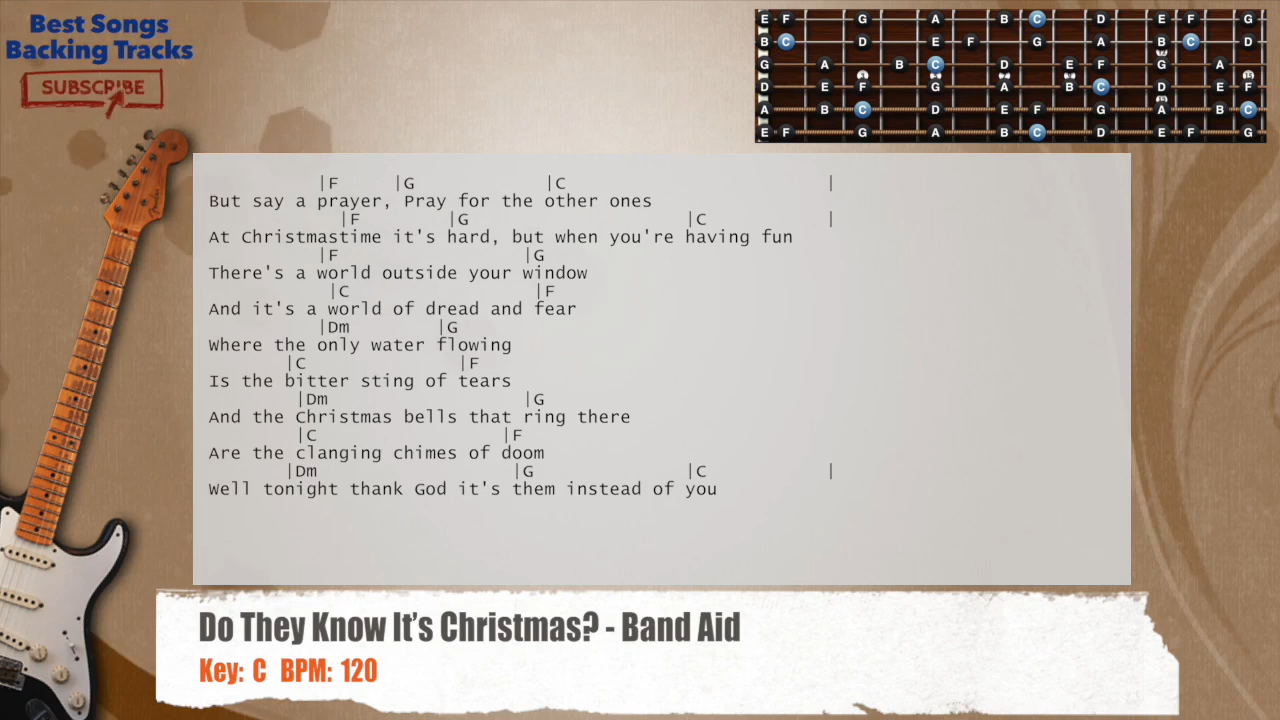 Best Songs
Backing Tracks
SUBSCRIBE
E F G A B C D E F G
B C D E F G A B C D
G A B C D E F G A
D E F G A B C D E F
A B C D E F G A B C
E F G A B C D E F G
|F |G |C |
But say a prayer, Pray for the other ones
|F |G |C |
At Christmastime it's hard, but when you're having fun
|F |G
There's a world outside your window
|C |F
And it's a world of dread and fear
|Dm |G
Where the only water flowing
|C |F
Is the bitter sting of tears
|Dm |G
And the Christmas bells that ring there
|C |F
Are the clanging chimes of doom
|Dm |G |C |
Well tonight thank God it's them instead of you
Do They Know It's Christmas? - Band Aid
Key: C BPM: 120